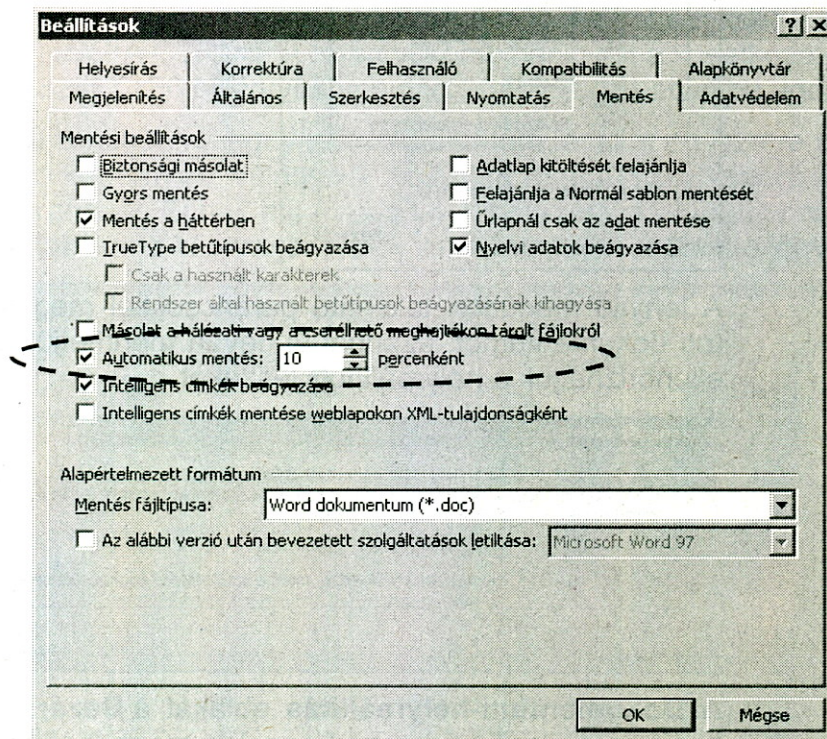 Beállítások
Helyesírás Korrektúra Felhasználó Kompatibilitás Alapkönyvtár
Megjelenítés Általános Szerkesztés Nyomtatás Mentés Adatvédelem
Mentési beállítások
Biztonsági másolat Adatlap kitöltését felajánlja
Gyors mentés Felajánlja a Normál sablon mentését
Mentés a háttérben Űrlapnál csak az adat mentése
TrueType betűtípusok beágyazása Nyelvi adatok beágyazása
Csak a használt karakterek
Rendszer által használt betűtípusok beágyazásának kihagyása
Másolat a hálózati vagy a cserélhető meghajtókon tárolt fájlokról
Automatikus mentés: 10 percenként
Intelligens címkék beágyazása
Intelligens címkék mentése weblapokon XML-tulajdonságként
Alapértelmezett formátum
Mentés fájltípusa: Word dokumentum (*.doc)
Az alábbi verzió után bevezetett szolgáltatások letiltása: Microsoft Word 97
OK Mégse